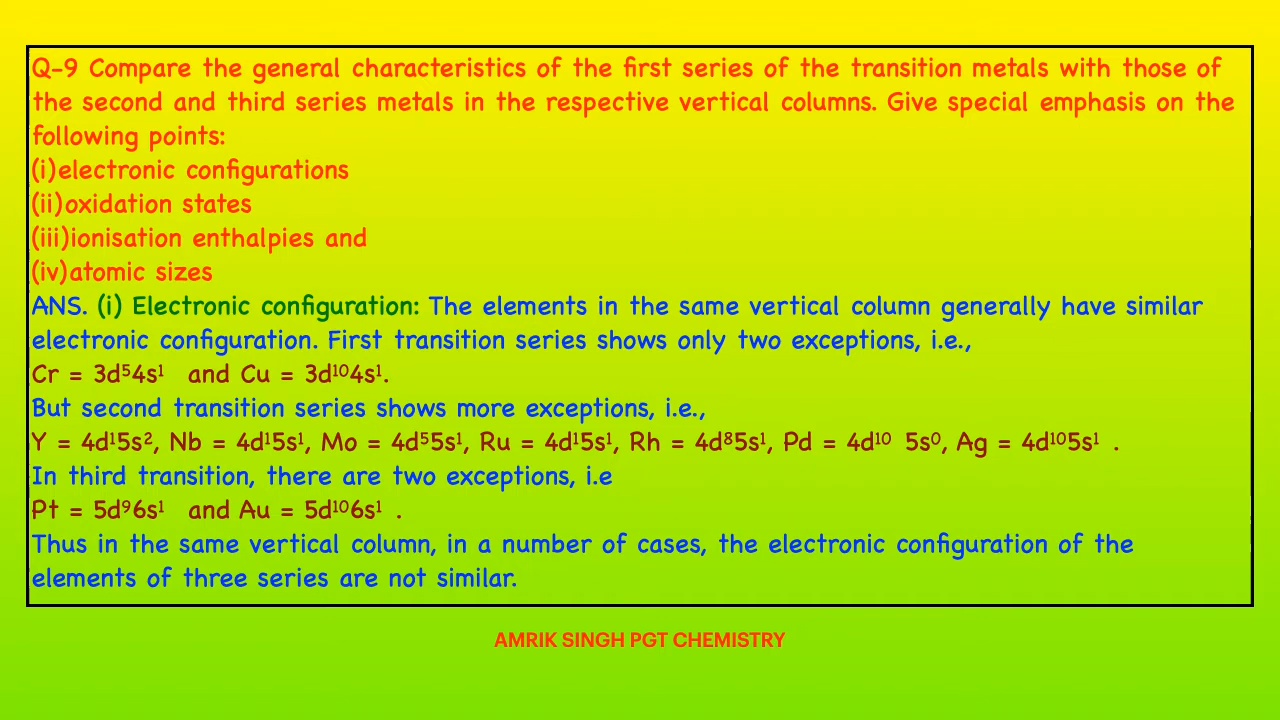 Q-9 Compare the general characteristics of the first series of the transition metals with those of
the second and third series metals in the respective vertical columns. Give special emphasis on the
following points:
(i)electronic configurations
(ii)oxidation states
(iii)ionisation enthalpies and
(iv)atomic sizes
ANS. (i) Electronic configuration: The elements in the same vertical column generally have similar
electronic configuration. First transition series shows only two exceptions, i.e.,
Cr = 3d⁵4s¹ and Cu = 3d¹⁰4s¹.
But second transition series shows more exceptions, i.e.,
Y = 4d¹5s², Nb = 4d¹5s¹, Mo = 4d⁵5s¹, Ru = 4d¹5s¹, Rh = 4d⁸5s¹, Pd = 4d¹⁰ 5s⁰, Ag = 4d¹⁰5s¹ .
In third transition, there are two exceptions, i.e
Pt = 5d⁹6s¹ and Au = 5d¹⁰6s¹ .
Thus in the same vertical column, in a number of cases, the electronic configuration of the
elements of three series are not similar.
AMRIK SINGH PGT CHEMISTRY